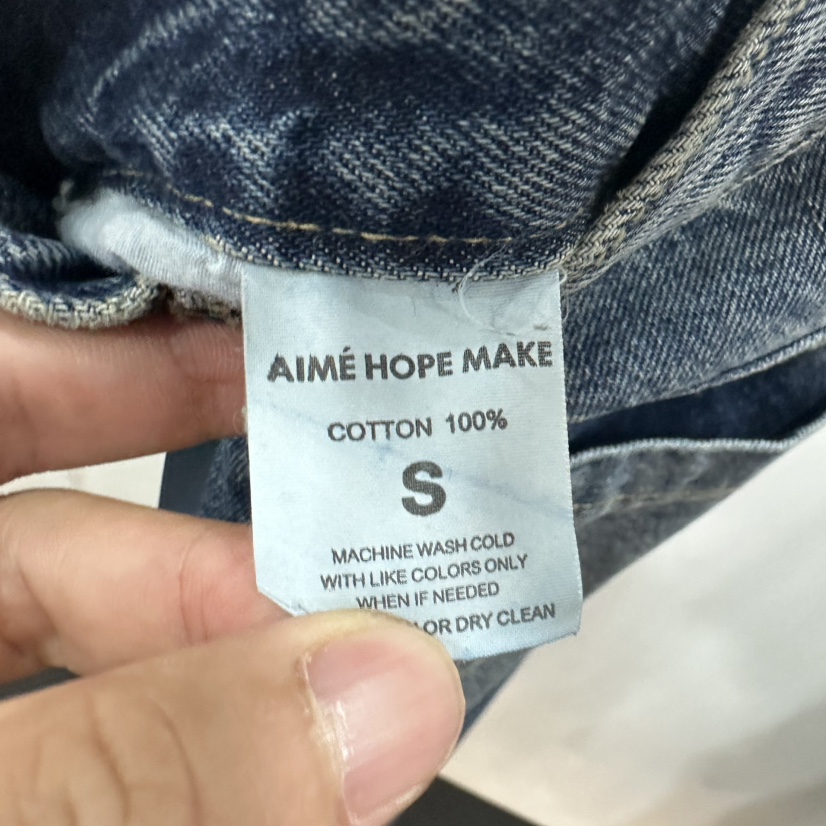 AIMÉ HOPE MAKE
COTTON 100%
S
MACHINE WASH COLD
WITH LIKE COLORS ONLY
WHEN IF NEEDED
OR DRY CLEAN